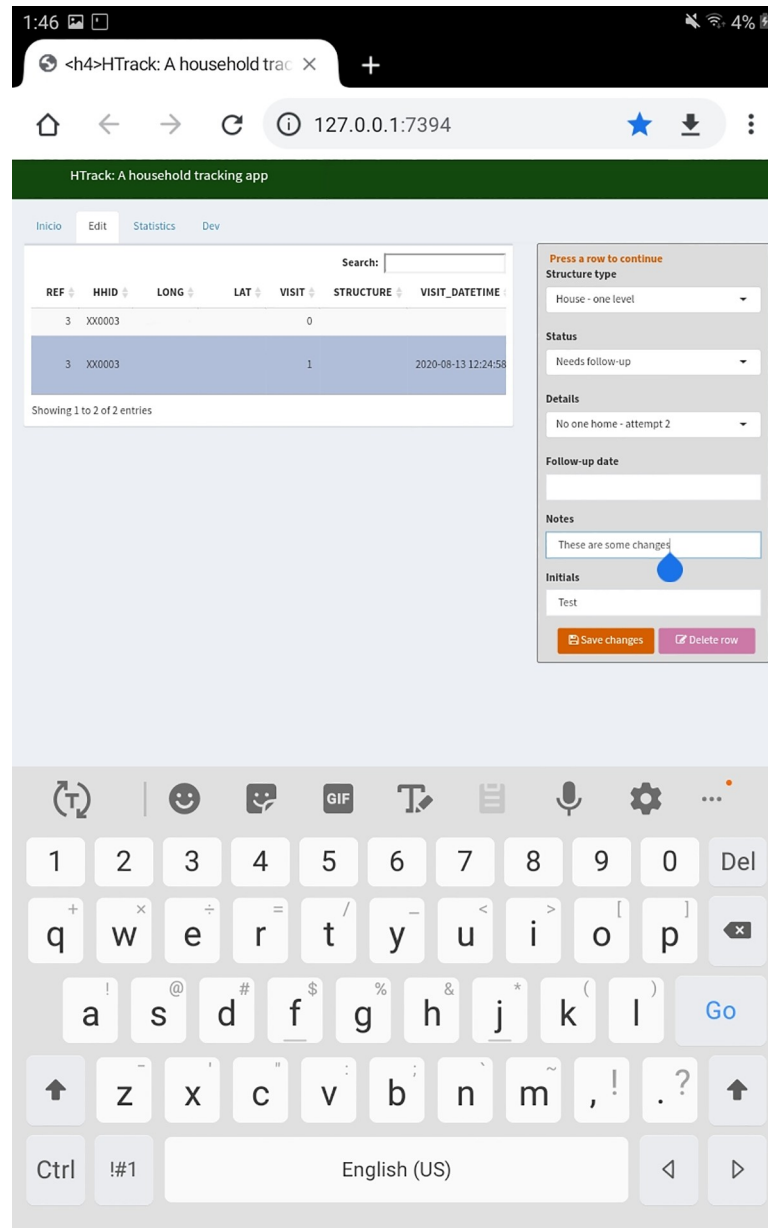 1:46 4%
<h4>HTrack: A household trac
127.0.0.1:7394
HTrack: A household tracking app
Inicio Edit Statistics Dev
Search:
REF HHID LONG LAT VISIT STRUCTURE VISIT_DATETIME
3 XX0003 0
3 XX0003 1 2020-08-13 12:24:58
Showing 1 to 2 of 2 entries
Press a row to continue
Structure type
House - one level
Status
Needs follow-up
Details
No one home - attempt 2
Follow-up date
Notes
These are some changes
Initials
Test
Save changes Delete row
T GIF T
1 2 3 4 5 6 7 8 9 0 Del
+ × ÷ = / _ < > [ ]
q w e r t y u i o p
! @ # $ % & * ( )
a s d f g h j k l Go
- ' " : ; ` ~ ! ?
z x c v b n m , .
Ctrl !#1 English (US)